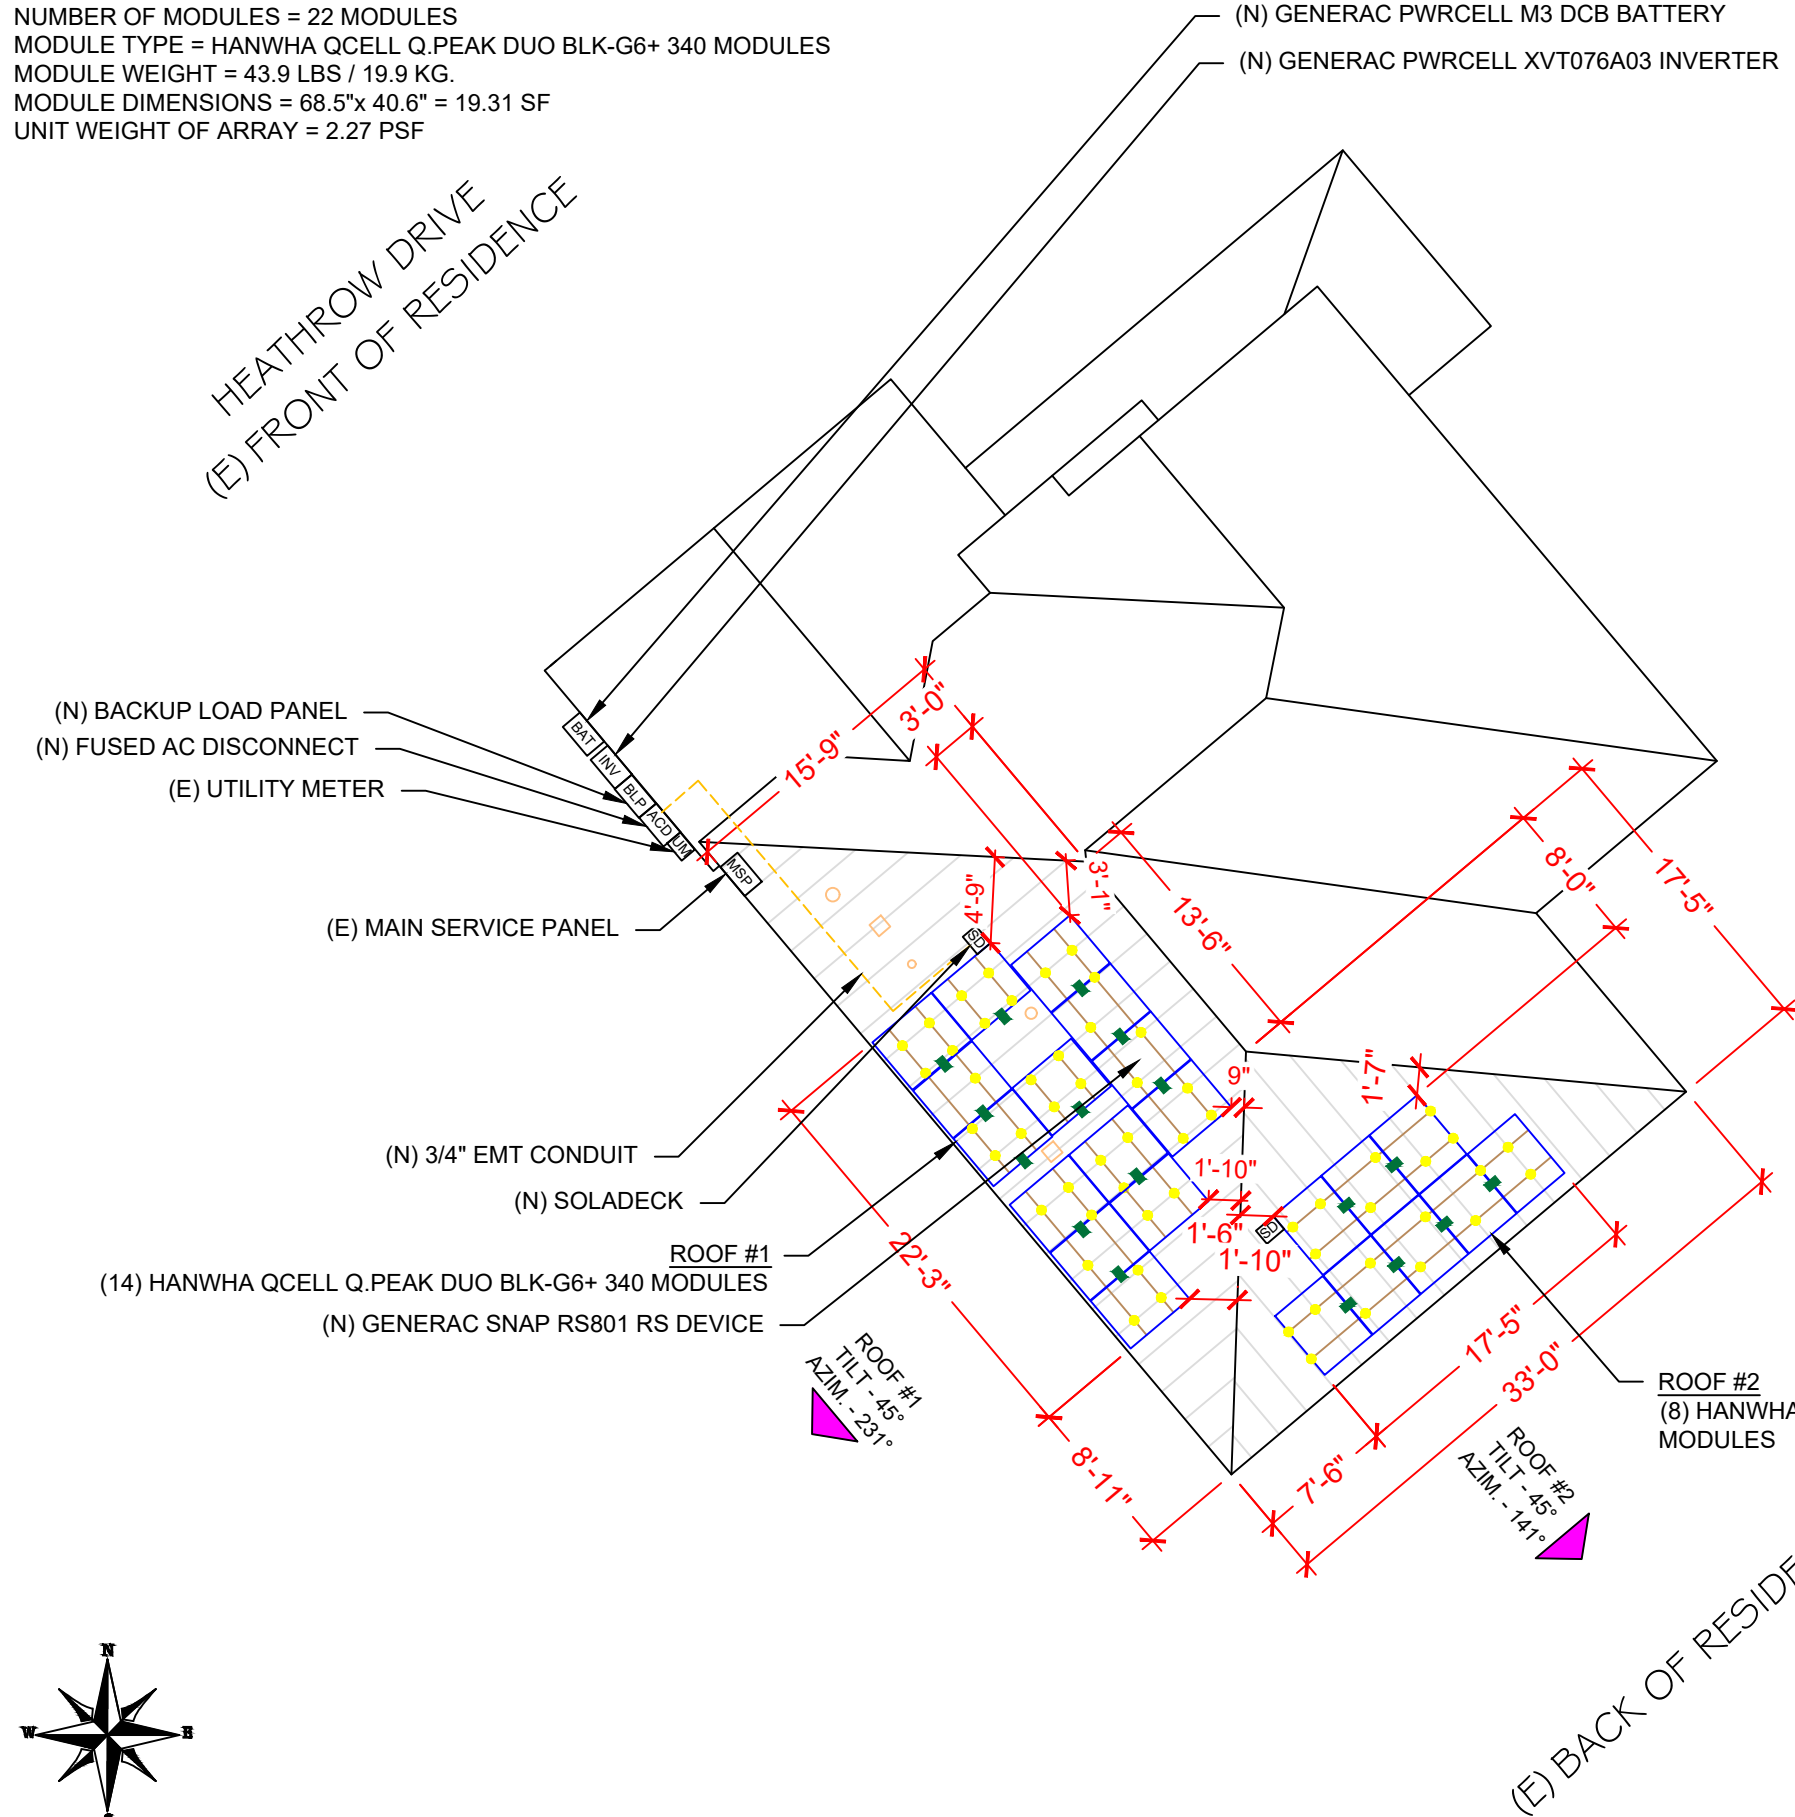 NUMBER OF MODULES = 22 MODULES
MODULE TYPE = HANWHA QCELL Q.PEAK DUO BLK-G6+ 340 MODULES
MODULE WEIGHT = 43.9 LBS / 19.9 KG.
MODULE DIMENSIONS = 68.5"x 40.6" = 19.31 SF
UNIT WEIGHT OF ARRAY = 2.27 PSF
(N) GENERAC PWRCELL M3 DCB BATTERY
(N) GENERAC PWRCELL XVT076A03 INVERTER
HEATHROW DRIVE
(E) FRONT OF RESIDENCE
(N) BACKUP LOAD PANEL
(N) FUSED AC DISCONNECT
(E) UTILITY METER
(E) MAIN SERVICE PANEL
(N) 3/4" EMT CONDUIT
(N) SOLADECK
ROOF #1
(14) HANWHA QCELL Q.PEAK DUO BLK-G6+ 340 MODULES
(N) GENERAC SNAP RS801 RS DEVICE
BAT
INV
BLP
ACD
UM
MSP
SD
SD
15'-9"
3'-0"
4'-9"
3'-1"
13'-6"
8'-0"
17'-5"
9"
1'-7"
1'-10"
1'-6"
1'-10"
22'-3"
8'-11"
17'-5"
33'-0"
7'-6"
ROOF #1
TILT - 45°
AZIM. - 231°
ROOF #2
TILT - 45°
AZIM. - 141°
ROOF #2
(8) HANWHA
MODULES
(E) BACK OF RESIDE
N
W
E